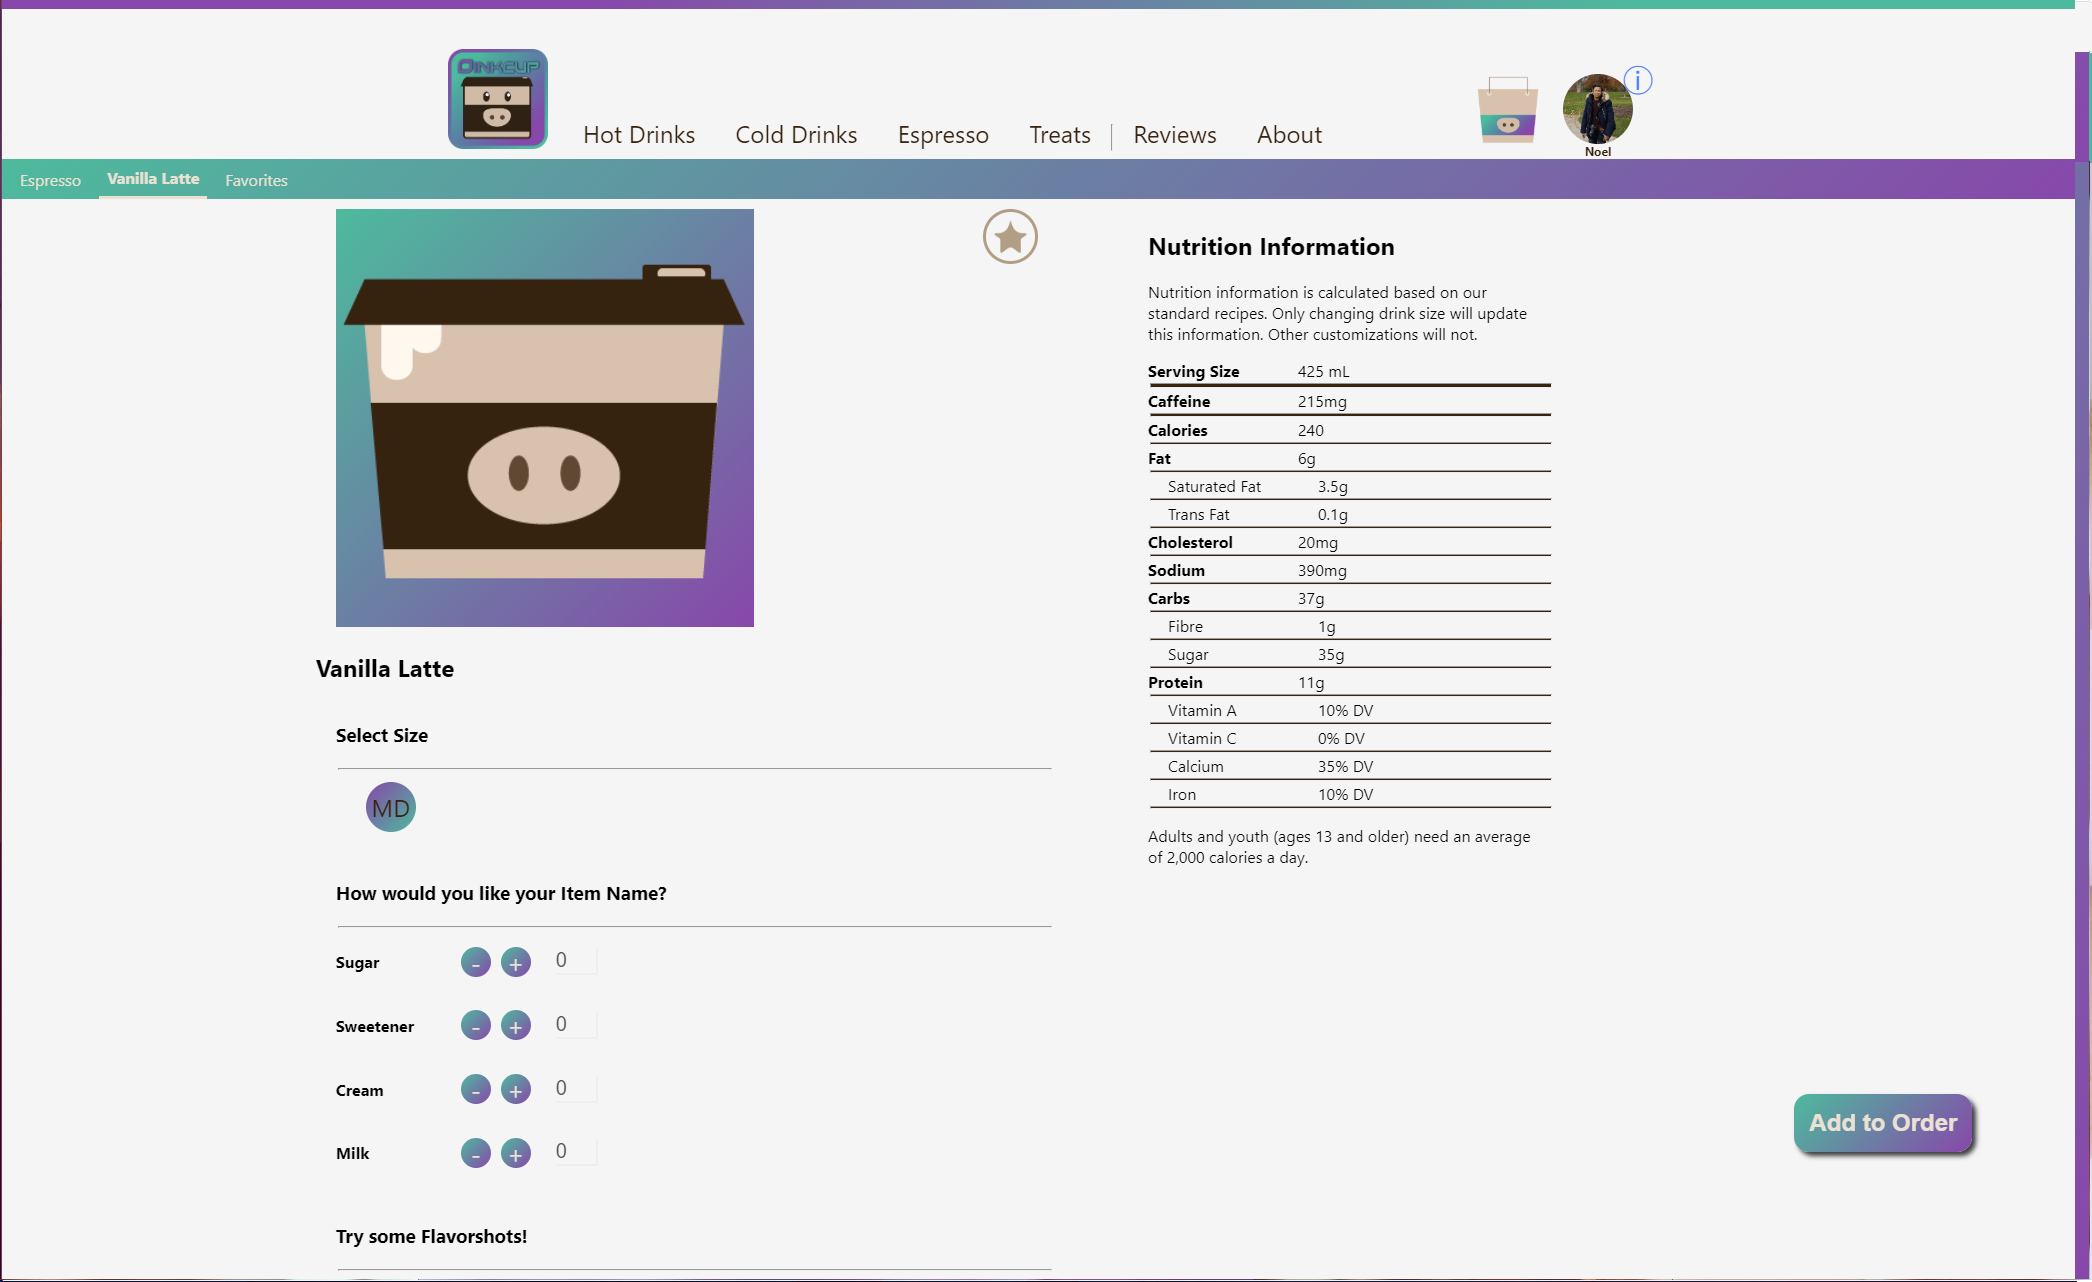 OINKCUP
Hot Drinks
Cold Drinks
Espresso
Treats
Reviews
About
i
Noel
Espresso
Vanilla Latte
Favorites
Vanilla Latte
Select Size
MD
How would you like your Item Name?
Sugar - + 0
Sweetener - + 0
Cream - + 0
Milk - + 0
Try some Flavorshots!
Nutrition Information
Nutrition information is calculated based on our
standard recipes. Only changing drink size will update
this information. Other customizations will not.
Serving Size 425 mL
Caffeine 215mg
Calories 240
Fat 6g
Saturated Fat 3.5g
Trans Fat 0.1g
Cholesterol 20mg
Sodium 390mg
Carbs 37g
Fibre 1g
Sugar 35g
Protein 11g
Vitamin A 10% DV
Vitamin C 0% DV
Calcium 35% DV
Iron 10% DV
Adults and youth (ages 13 and older) need an average
of 2,000 calories a day.
Add to Order